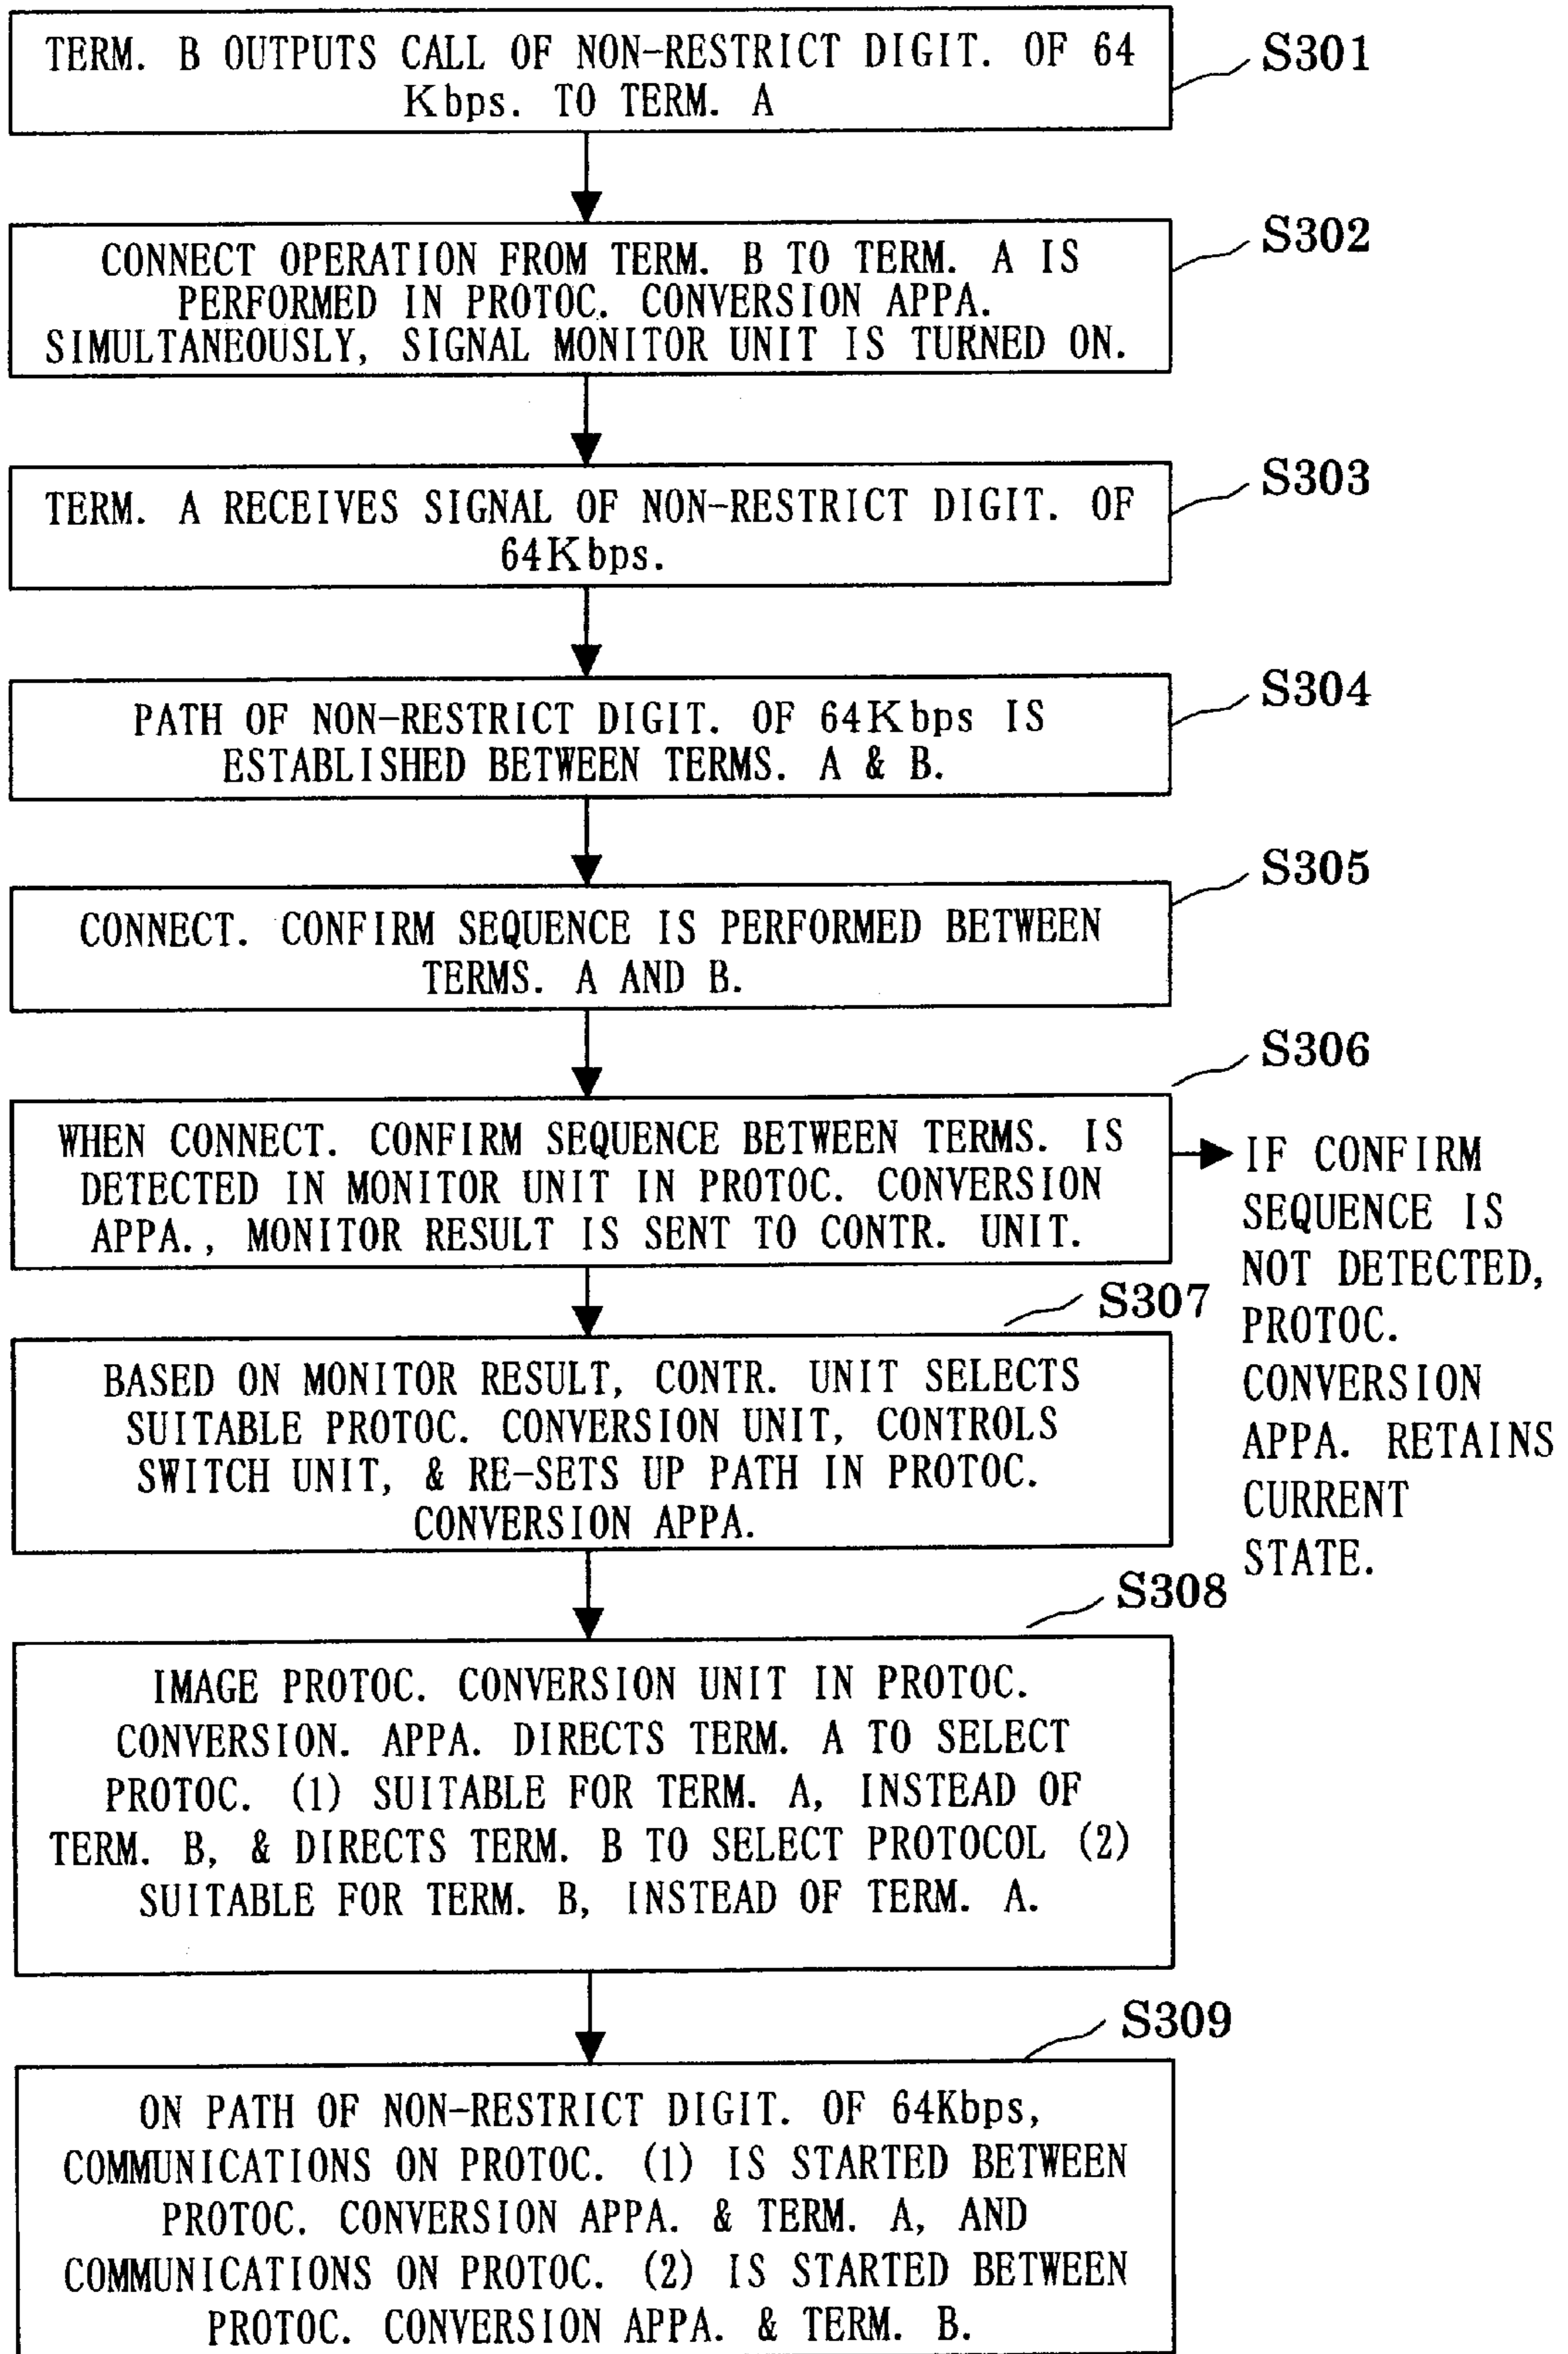 TERM. B OUTPUTS CALL OF NON-RESTRICT DIGIT. OF 64
Kbps. TO TERM. A
S301
CONNECT OPERATION FROM TERM. B TO TERM. A IS
PERFORMED IN PROTOC. CONVERSION APPA.
SIMULTANEOUSLY, SIGNAL MONITOR UNIT IS TURNED ON.
S302
TERM. A RECEIVES SIGNAL OF NON-RESTRICT DIGIT. OF
64Kbps.
S303
PATH OF NON-RESTRICT DIGIT. OF 64Kbps IS
ESTABLISHED BETWEEN TERMS. A & B.
S304
CONNECT. CONFIRM SEQUENCE IS PERFORMED BETWEEN
TERMS. A AND B.
S305
S306
WHEN CONNECT. CONFIRM SEQUENCE BETWEEN TERMS. IS
DETECTED IN MONITOR UNIT IN PROTOC. CONVERSION
APPA., MONITOR RESULT IS SENT TO CONTR. UNIT.
IF CONFIRM
SEQUENCE IS
NOT DETECTED,
PROTOC.
CONVERSION
APPA. RETAINS
CURRENT
STATE.
S307
BASED ON MONITOR RESULT, CONTR. UNIT SELECTS
SUITABLE PROTOC. CONVERSION UNIT, CONTROLS
SWITCH UNIT, & RE-SETS UP PATH IN PROTOC.
CONVERSION APPA.
S308
IMAGE PROTOC. CONVERSION UNIT IN PROTOC.
CONVERSION. APPA. DIRECTS TERM. A TO SELECT
PROTOC. (1) SUITABLE FOR TERM. A, INSTEAD OF
TERM. B, & DIRECTS TERM. B TO SELECT PROTOCOL (2)
SUITABLE FOR TERM. B, INSTEAD OF TERM. A.
S309
ON PATH OF NON-RESTRICT DIGIT. OF 64Kbps,
COMMUNICATIONS ON PROTOC. (1) IS STARTED BETWEEN
PROTOC. CONVERSION APPA. & TERM. A, AND
COMMUNICATIONS ON PROTOC. (2) IS STARTED BETWEEN
PROTOC. CONVERSION APPA. & TERM. B.